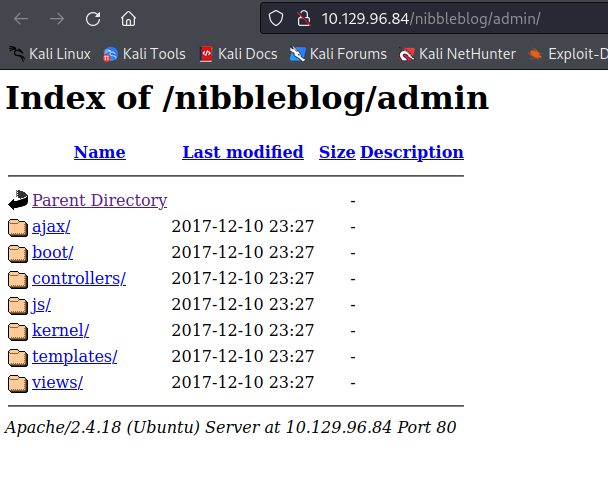 10.129.96.84/nibbleblog/admin/
Kali Linux Kali Tools Kali Docs Kali Forums Kali NetHunter Exploit-D
Index of /nibbleblog/admin
Name Last modified Size Description
Parent Directory -
ajax/ 2017-12-10 23:27 -
boot/ 2017-12-10 23:27 -
controllers/ 2017-12-10 23:27 -
js/ 2017-12-10 23:27 -
kernel/ 2017-12-10 23:27 -
templates/ 2017-12-10 23:27 -
views/ 2017-12-10 23:27 -
Apache/2.4.18 (Ubuntu) Server at 10.129.96.84 Port 80